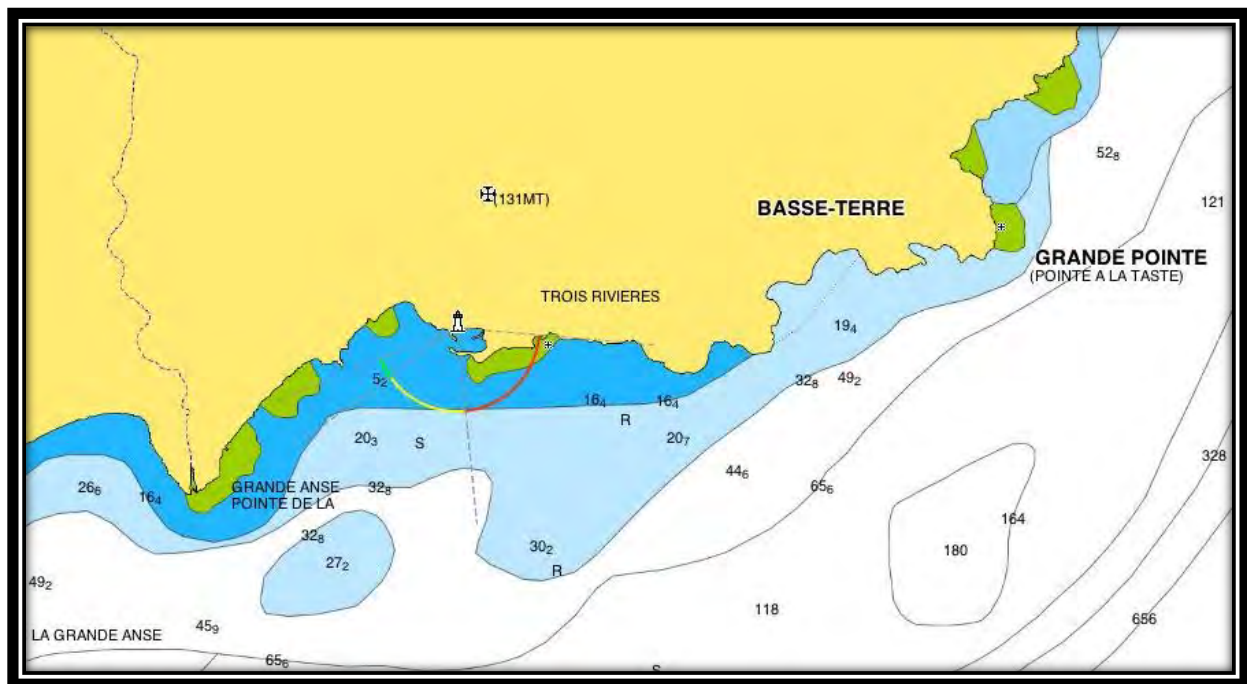 52₈
121
(131MT)
BASSE-TERRE
GRANDE POINTE
(POINTE A LA TASTE)
TROIS RIVIERES
19₄
5₂
32₈
49₂
16₄
16₄
R
20₃
S
20₇
328
44₆
65₆
26₆
16₄
GRANDE ANSE
POINTE DE LA
32₈
164
32₈
27₂
30₂
R
180
49₂
118
656
45₉
LA GRANDE ANSE
65₆
S